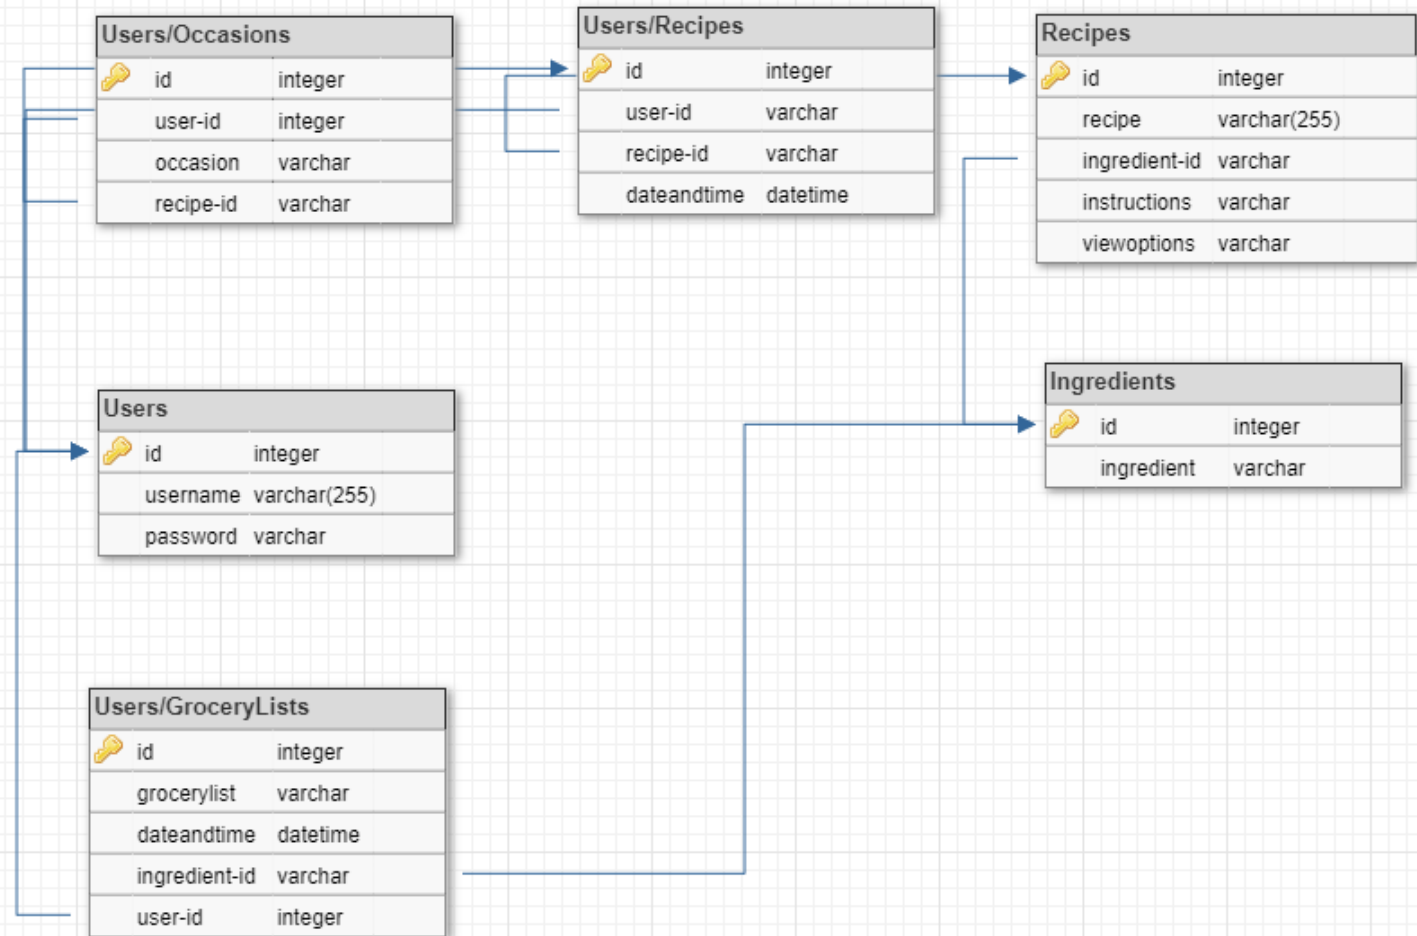 Users/Occasions
id integer
user-id integer
occasion varchar
recipe-id varchar
Users/Recipes
id integer
user-id varchar
recipe-id varchar
dateandtime datetime
Recipes
id integer
recipe varchar(255)
ingredient-id varchar
instructions varchar
viewoptions varchar
Users
id integer
username varchar(255)
password varchar
Ingredients
id integer
ingredient varchar
Users/GroceryLists
id integer
grocerylist varchar
dateandtime datetime
ingredient-id varchar
user-id integer